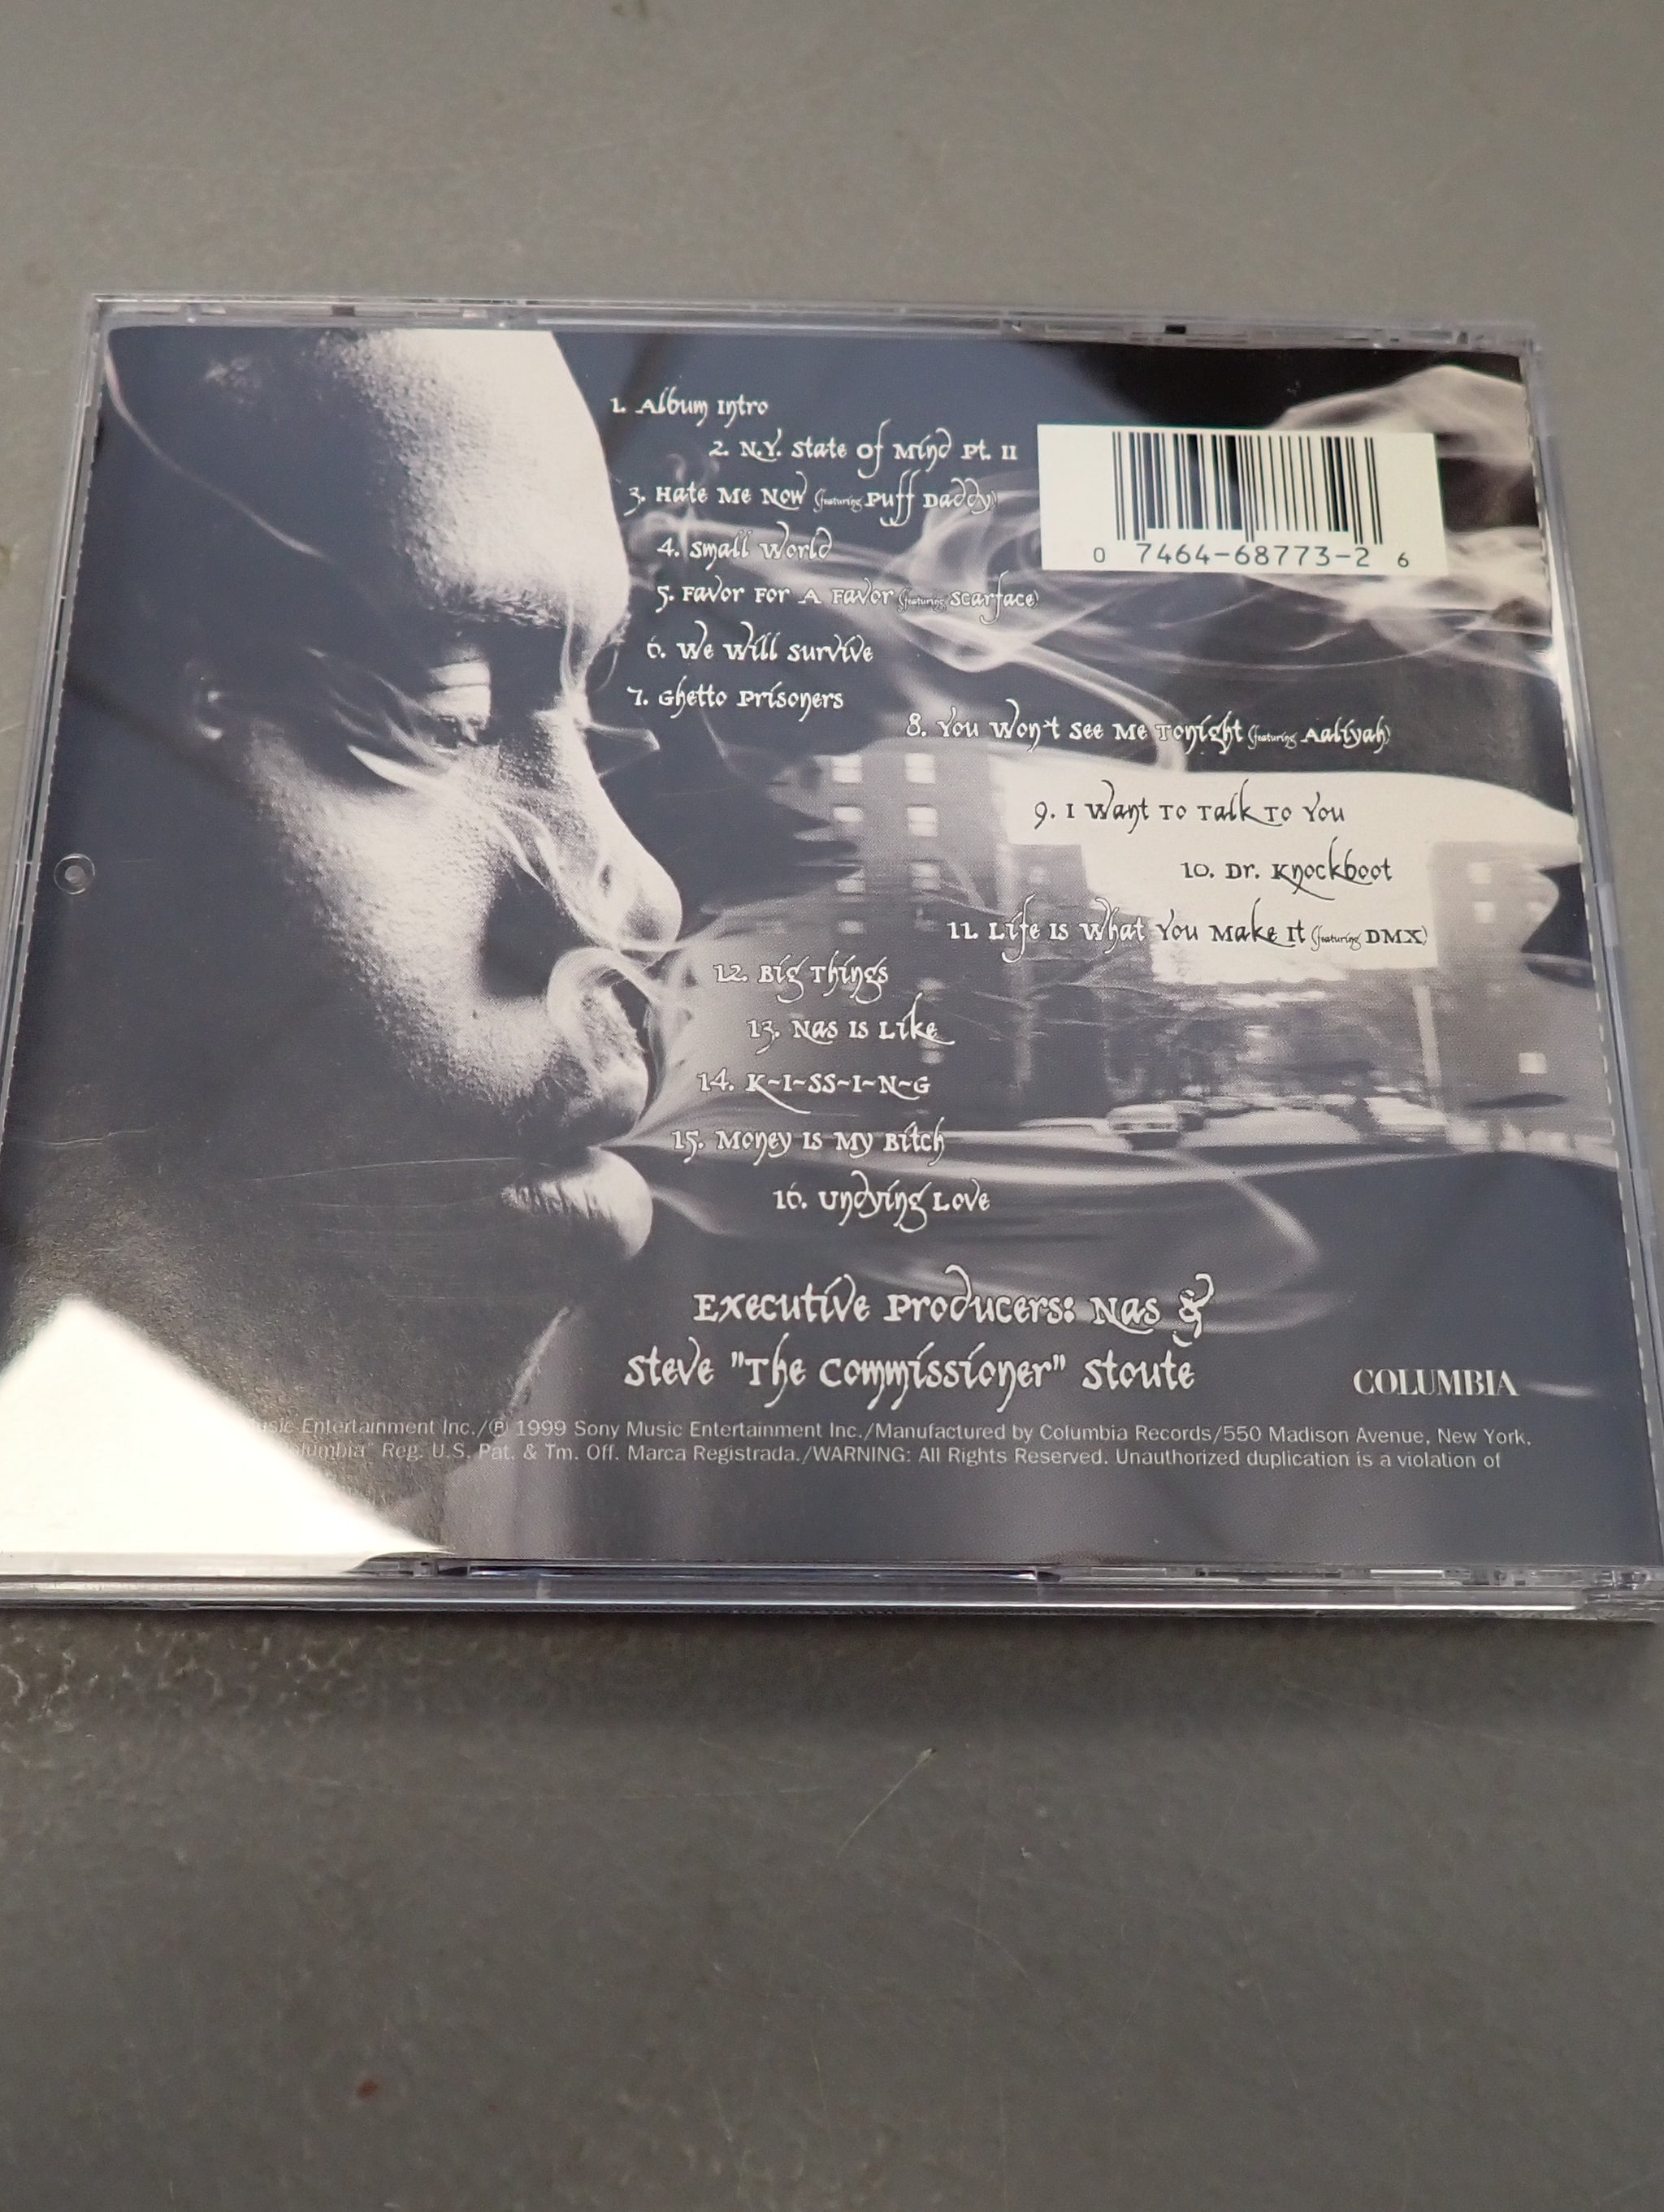 1. Album Intro
2. N.Y. State Of Mind Pt. II
3. Hate Me Now (featuring Puff Daddy)
4. Small World
5. Favor For A Favor (featuring Scarface)
6. We Will Survive
7. Ghetto Prisoners
8. You Won't See Me Tonight (featuring Aaliyah)
9. I Want To Talk To You
10. Dr. Knockboot
11. Life Is What You Make It (featuring DMX)
12. Big Things
13. Nas Is Like
14. K~I~SS~I~N~G
15. Money Is My Bitch
16. Undying Love
0 7464-68773-2 6
Executive Producers: Nas &
Steve "The Commissioner" Stoute
COLUMBIA
Entertainment Inc./℗ 1999 Sony Music Entertainment Inc./Manufactured by Columbia Records/550 Madison Avenue, New York,
Reg. U.S. Pat. & Tm. Off. Marca Registrada./WARNING: All Rights Reserved. Unauthorized duplication is a violation of